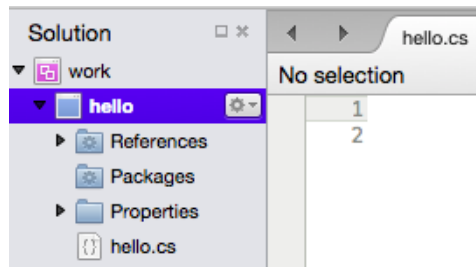 Solution
work
hello
References
Packages
Properties
hello.cs
hello.cs
No selection
1
2